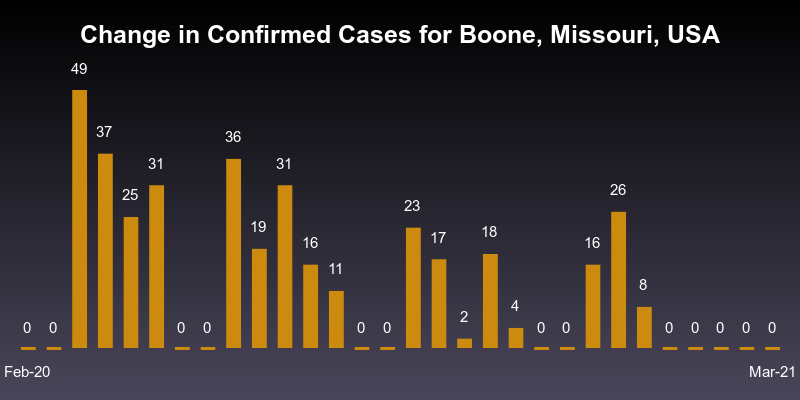 Change in Confirmed Cases for Boone, Missouri, USA
0 0 49 37 25 31 0 0 36 19 31 16 11 0 0 23 17 2 18 4 0 0 16 26 8 0 0 0 0 0
Feb-20 Mar-21